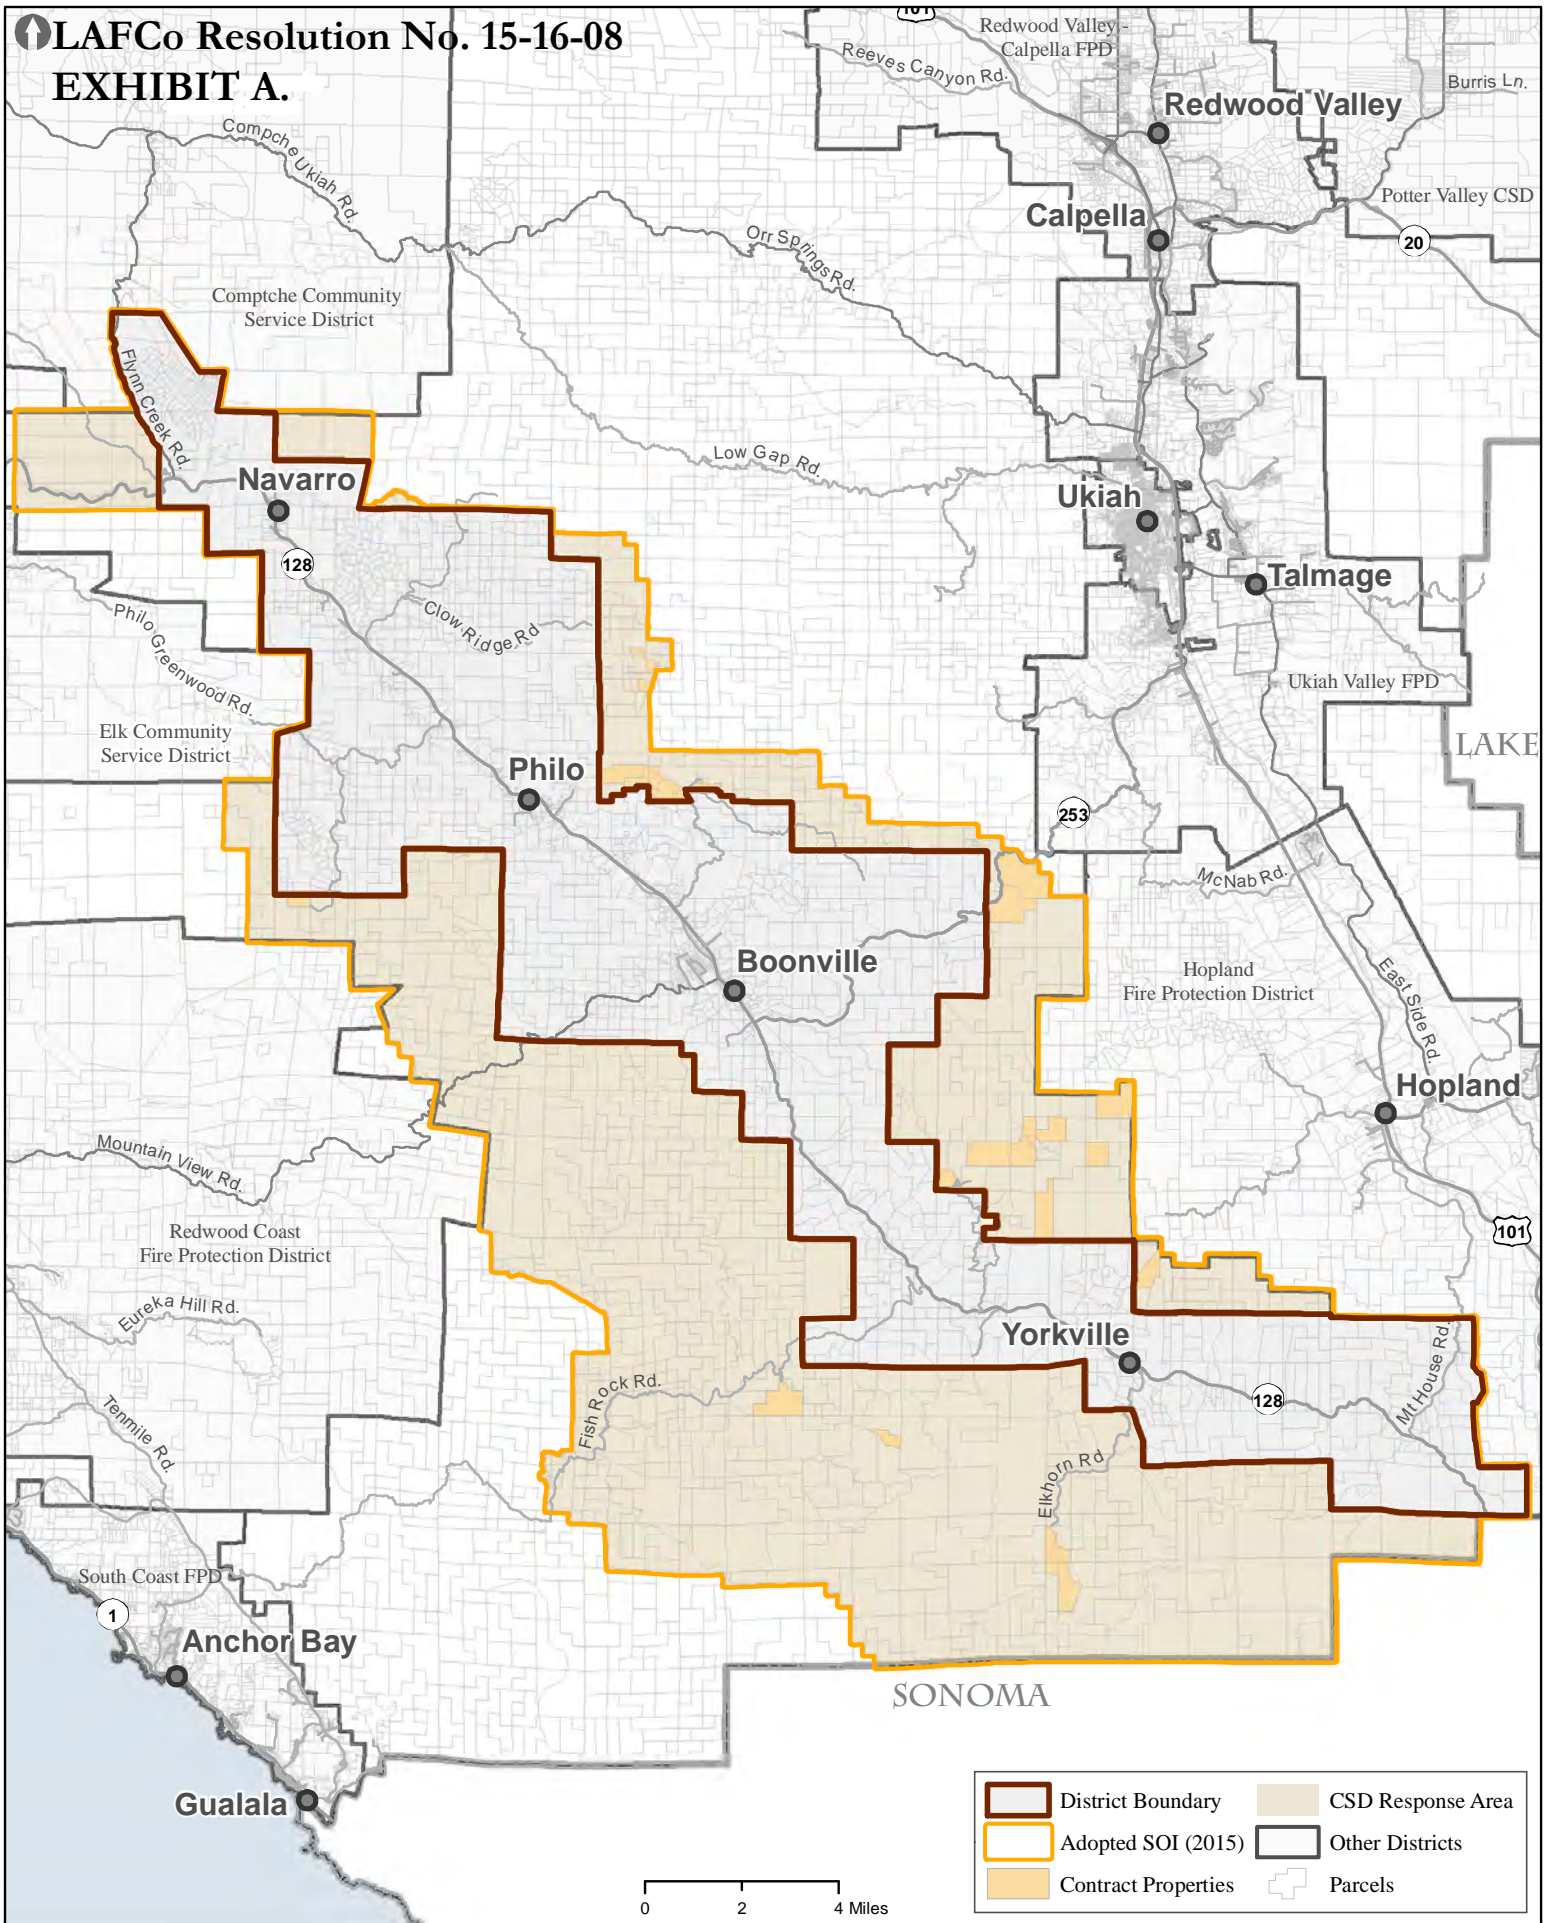 LAFCo Resolution No. 15-16-08
EXHIBIT A.
101
Redwood Valley -
Calpella FPD
Reeves Canyon Rd.
Burris Ln.
Redwood Valley
Compche Ukiah Rd.
Potter Valley CSD
Calpella
20
Orr Springs Rd.
Comptche Community
Service District
Flynn Creek Rd.
Low Gap Rd.
Navarro
Ukiah
128
Talmage
Clow Ridge Rd
Philo Greenwood Rd.
Ukiah Valley FPD
Elk Community
Service District
LAKE
Philo
253
McNab Rd.
Boonville
Hopland
Fire Protection District
East Side Rd.
Hopland
Mountain View Rd.
Redwood Coast
Fire Protection District
101
Eureka Hill Rd.
Yorkville
Mt House Rd.
Fish Rock Rd.
128
Tenmile Rd.
Elkhorn Rd
South Coast FPD
1
Anchor Bay
SONOMA
Gualala
District Boundary
CSD Response Area
Adopted SOI (2015)
Other Districts
Contract Properties
Parcels
0 2 4 Miles